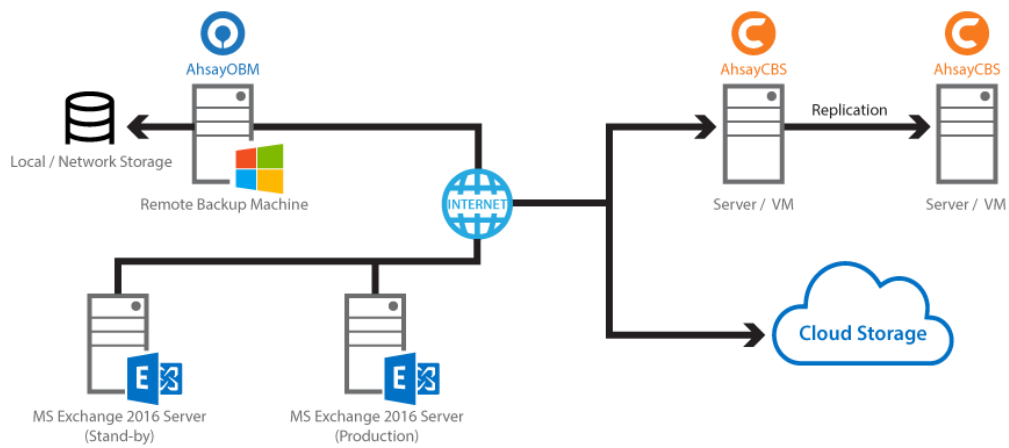 AhsayOBM
AhsayCBS
AhsayCBS
Replication
Local / Network Storage
Remote Backup Machine
INTERNET
Server / VM
Server / VM
Cloud Storage
E
E
MS Exchange 2016 Server
(Stand-by)
MS Exchange 2016 Server
(Production)